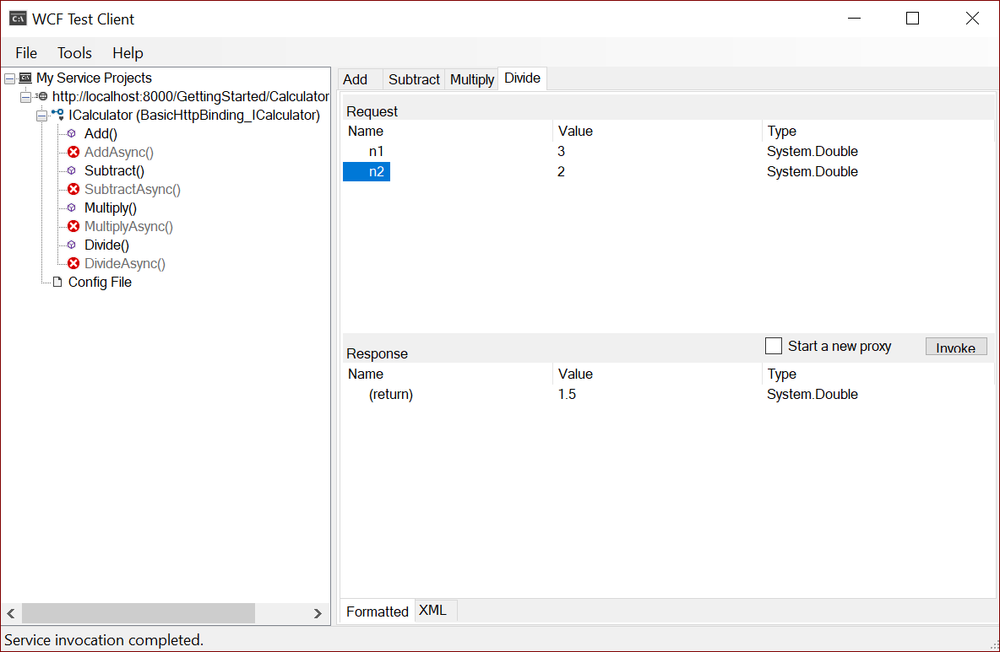 WCF Test Client
File Tools Help
My Service Projects
http://localhost:8000/GettingStarted/Calculator
ICalculator (BasicHttpBinding_ICalculator)
Add()
AddAsync()
Subtract()
SubtractAsync()
Multiply()
MultiplyAsync()
Divide()
DivideAsync()
Config File
Add Subtract Multiply Divide
Request
Name Value Type
n1 3 System.Double
n2 2 System.Double
Response Start a new proxy Invoke
Name Value Type
(return) 1.5 System.Double
Formatted XML
Service invocation completed.